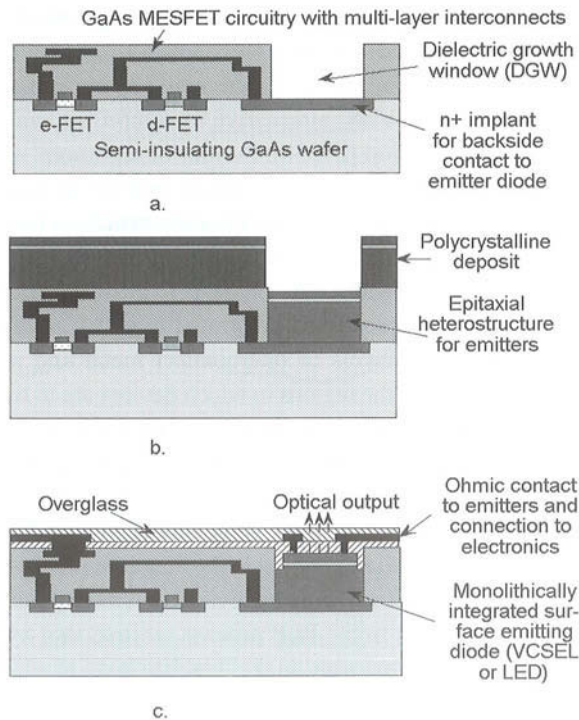 GaAs MESFET circuitry with multi-layer interconnects
Dielectric growth
window (DGW)
e-FET
d-FET
n+ implant
for backside
contact to
emitter diode
Semi-insulating GaAs wafer
a.
Polycrystalline
deposit
Epitaxial
heterostructure
for emitters
b.
Overglass
Optical output
Ohmic contact
to emitters and
connection to
electronics
Monolithically
integrated sur-
face emitting
diode (VCSEL
or LED)
c.